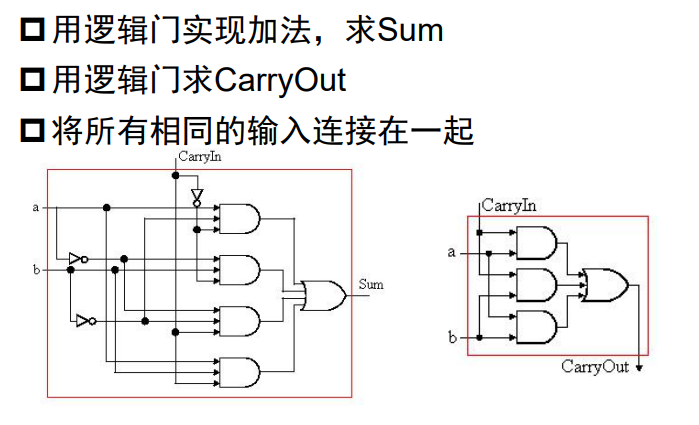 用逻辑门实现加法，求Sum
用逻辑门求CarryOut
将所有相同的输入连接在一起
CarryIn
a
b
Sum
CarryIn
a
b
CarryOut